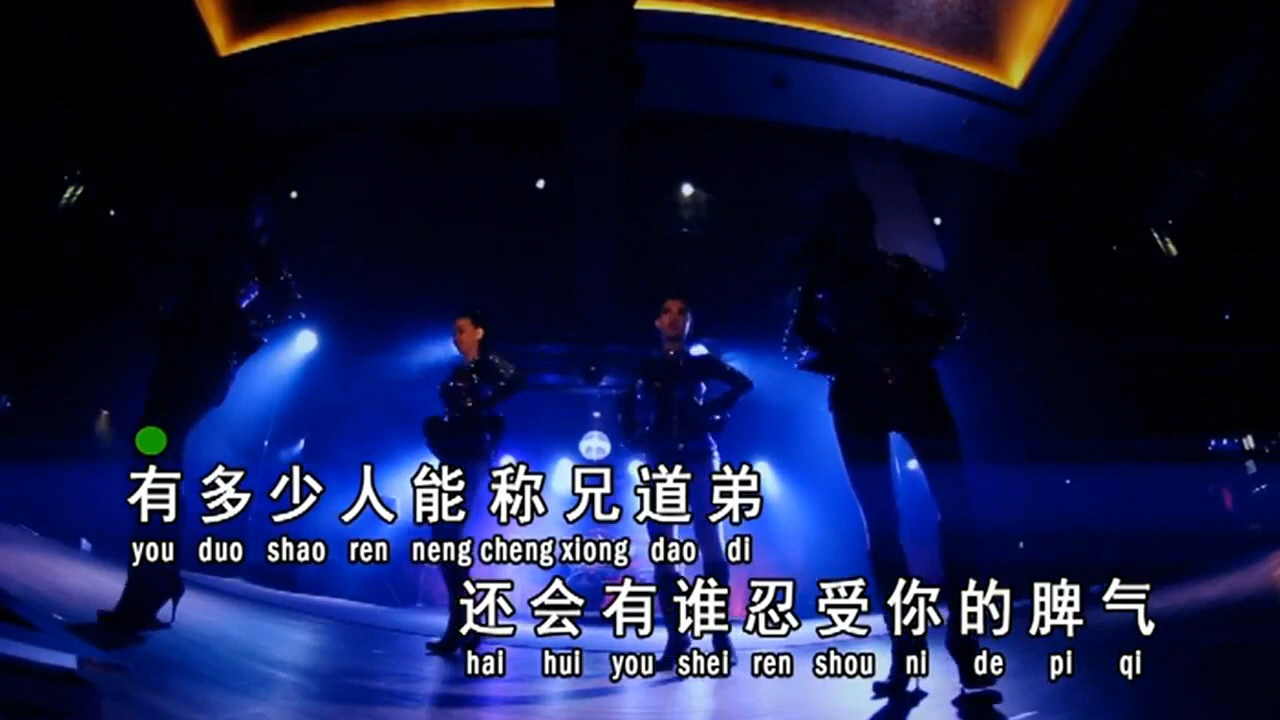 有多少人能称兄道弟
you duo shao ren neng cheng xiong dao di
还会有谁忍受你的脾气
hai hui you shei ren shou ni de pi qi